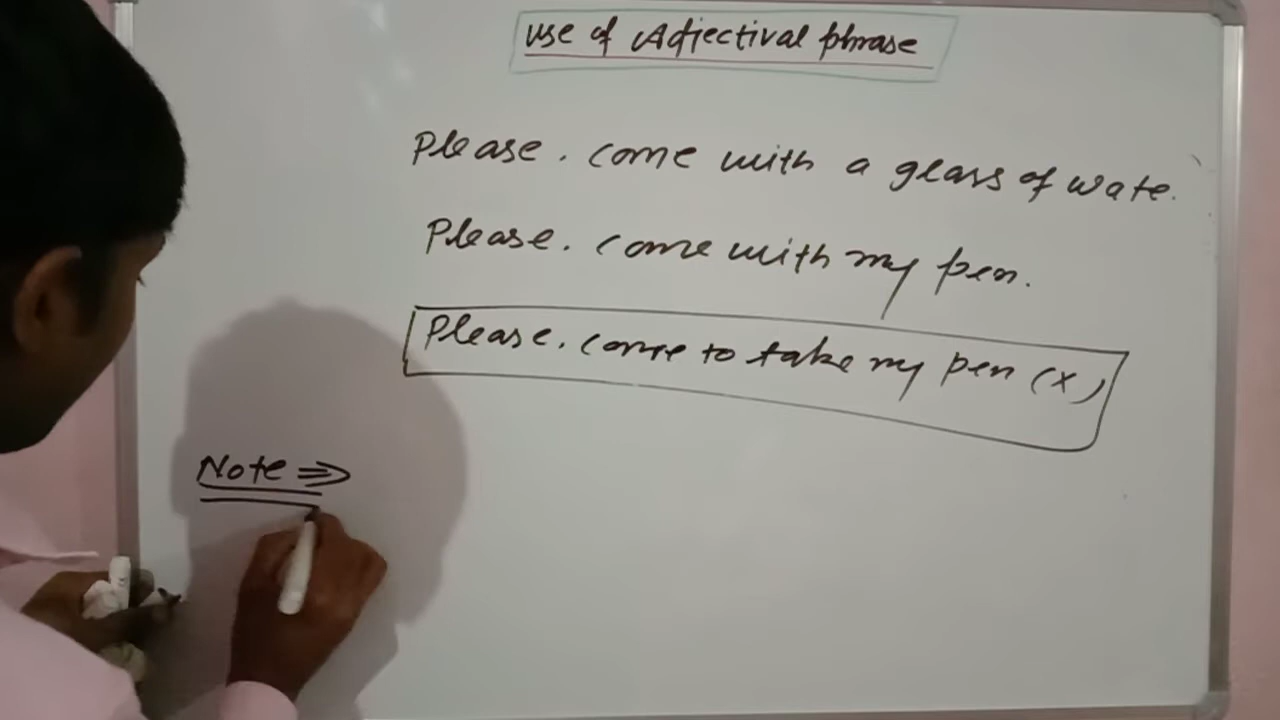 use of Adjectival phrase
Please. come with a glass of wate.
Please. come with my pen.
Please. come to take my pen (x)
Note ⇒